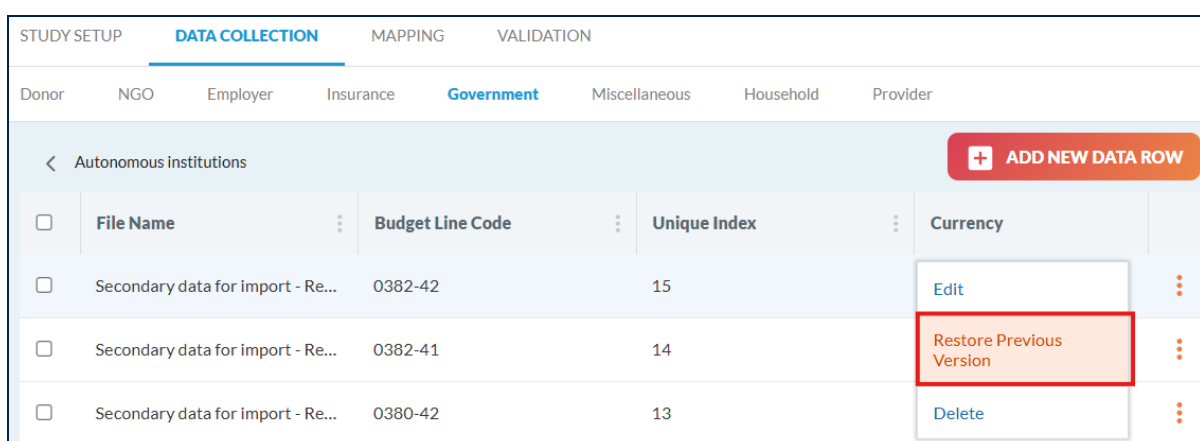 STUDY SETUP DATA COLLECTION MAPPING VALIDATION
Donor NGO Employer Insurance Government Miscellaneous Household Provider
Autonomous institutions
ADD NEW DATA ROW
File Name Budget Line Code Unique Index Currency
Secondary data for import - Re... 0382-42 15 Edit
Secondary data for import - Re... 0382-41 14 Restore Previous
Version
Secondary data for import - Re... 0380-42 13 Delete